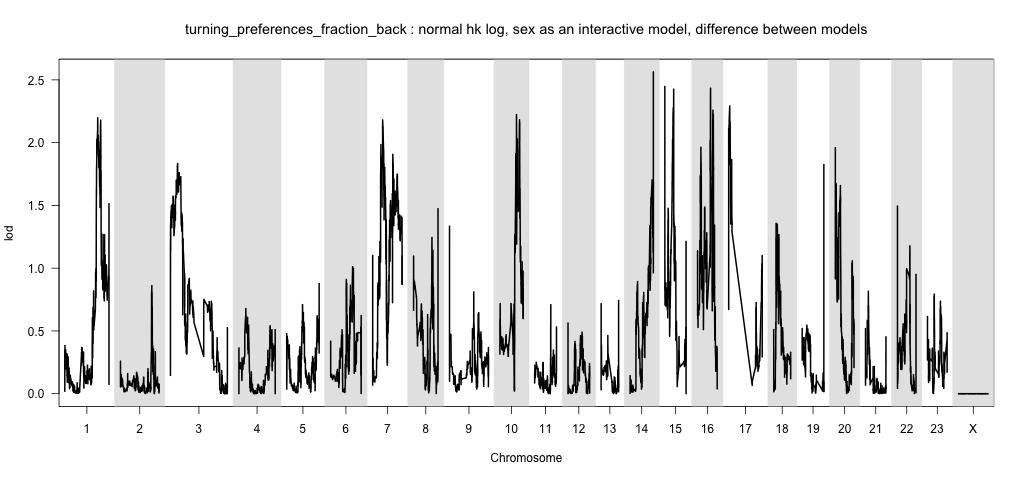 turning_preferences_fraction_back : normal hk log, sex as an interactive model, difference between models
2.5
2.0
1.5
1.0
0.5
0.0
lod
1 2 3 4 5 6 7 8 9 10 11 12 13 14 15 16 17 18 19 20 21 22 23 X
Chromosome